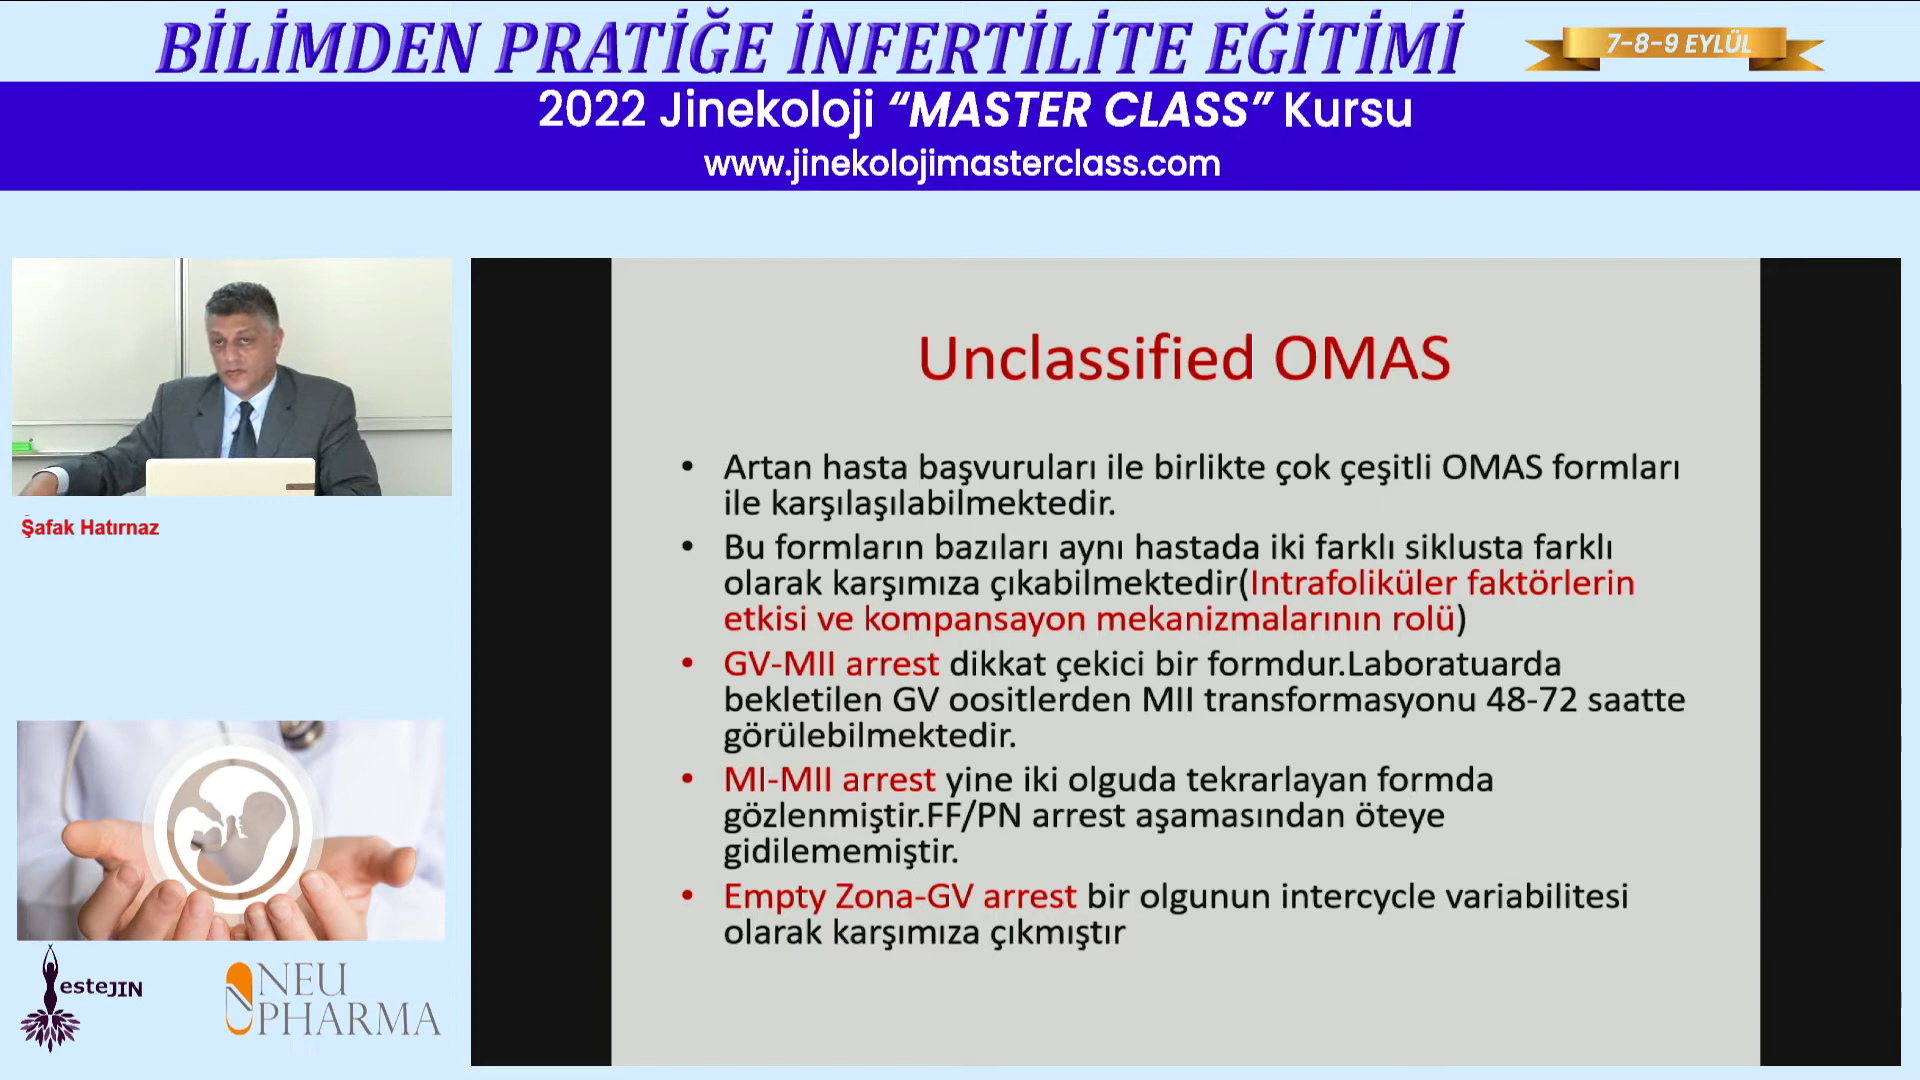 BİLİMDEN PRATİĞE İNFERTİLİTE EĞİTİMİ
7-8-9 EYLÜL
2022 Jinekoloji “MASTER CLASS” Kursu
www.jinekolojimasterclass.com
Şafak Hatırnaz
Unclassified OMAS
• Artan hasta başvuruları ile birlikte çok çeşitli OMAS formları
ile karşılaşılabilmektedir.
• Bu formların bazıları aynı hastada iki farklı siklusta farklı
olarak karşımıza çıkabilmektedir(Intrafoliküler faktörlerin
etkisi ve kompansayon mekanizmalarının rolü)
• GV-MII arrest dikkat çekici bir formdur.Laboratuarda
bekletilen GV oositlerden MII transformasyonu 48-72 saatte
görülebilmektedir.
• MI-MII arrest yine iki olguda tekrarlayan formda
gözlenmiştir.FF/PN arrest aşamasından öteye
gidilememiştir.
• Empty Zona-GV arrest bir olgunun intercycle variabilitesi
olarak karşımıza çıkmıştır
esteJIN
NEU
PHARMA